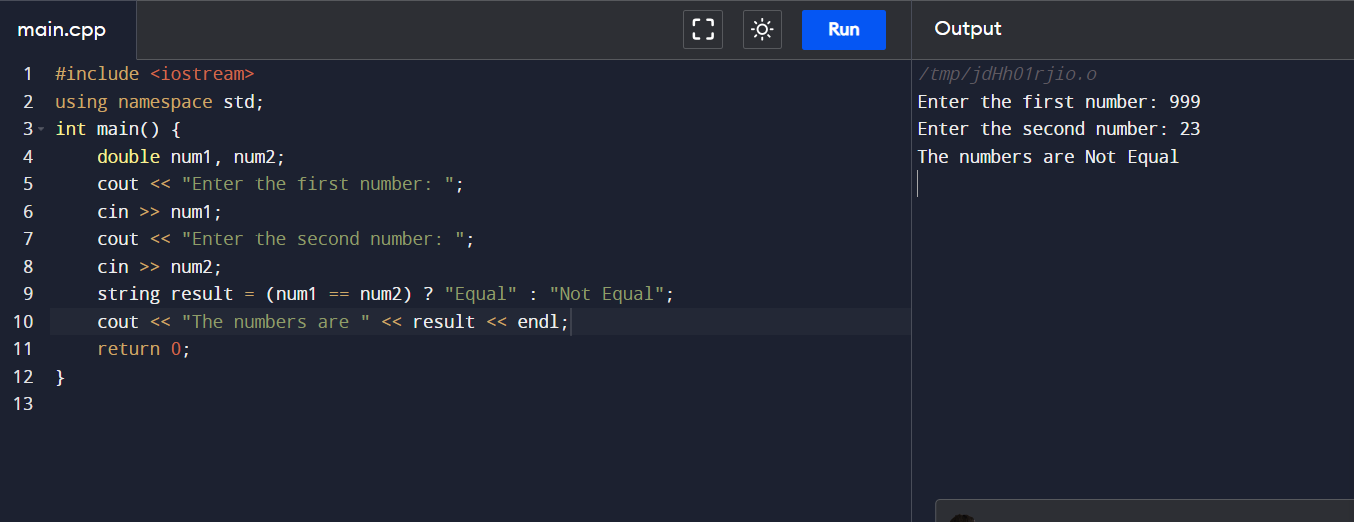 main.cpp
Run
Output
1 #include <iostream>
2 using namespace std;
3 int main() {
4     double num1, num2;
5     cout << "Enter the first number: ";
6     cin >> num1;
7     cout << "Enter the second number: ";
8     cin >> num2;
9     string result = (num1 == num2) ? "Equal" : "Not Equal";
10     cout << "The numbers are " << result << endl;
11     return 0;
12 }
13
/tmp/jdHhO1rjio.o
Enter the first number: 999
Enter the second number: 23
The numbers are Not Equal